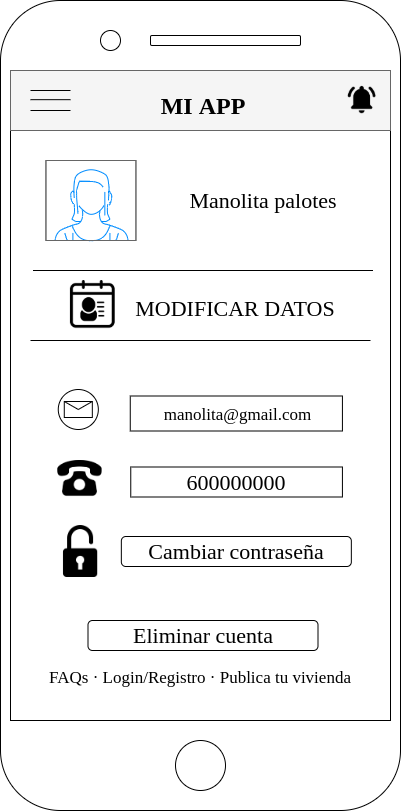 MI APP
Manolita palotes
MODIFICAR DATOS
manolita@gmail.com
600000000
Cambiar contraseña
Eliminar cuenta
FAQs · Login/Registro · Publica tu vivienda